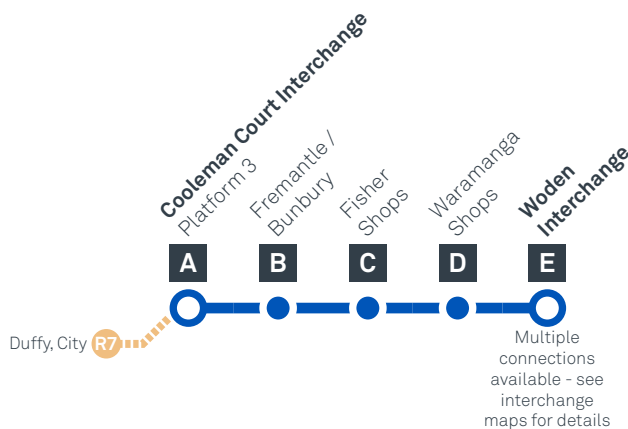 Cooleman Court Interchange
Platform 3
Fremantle /
Bunbury
Fisher
Shops
Waramanga
Shops
Woden
Interchange
A
B
C
D
E
Duffy, City R7
Multiple
connections
available - see
interchange
maps for details